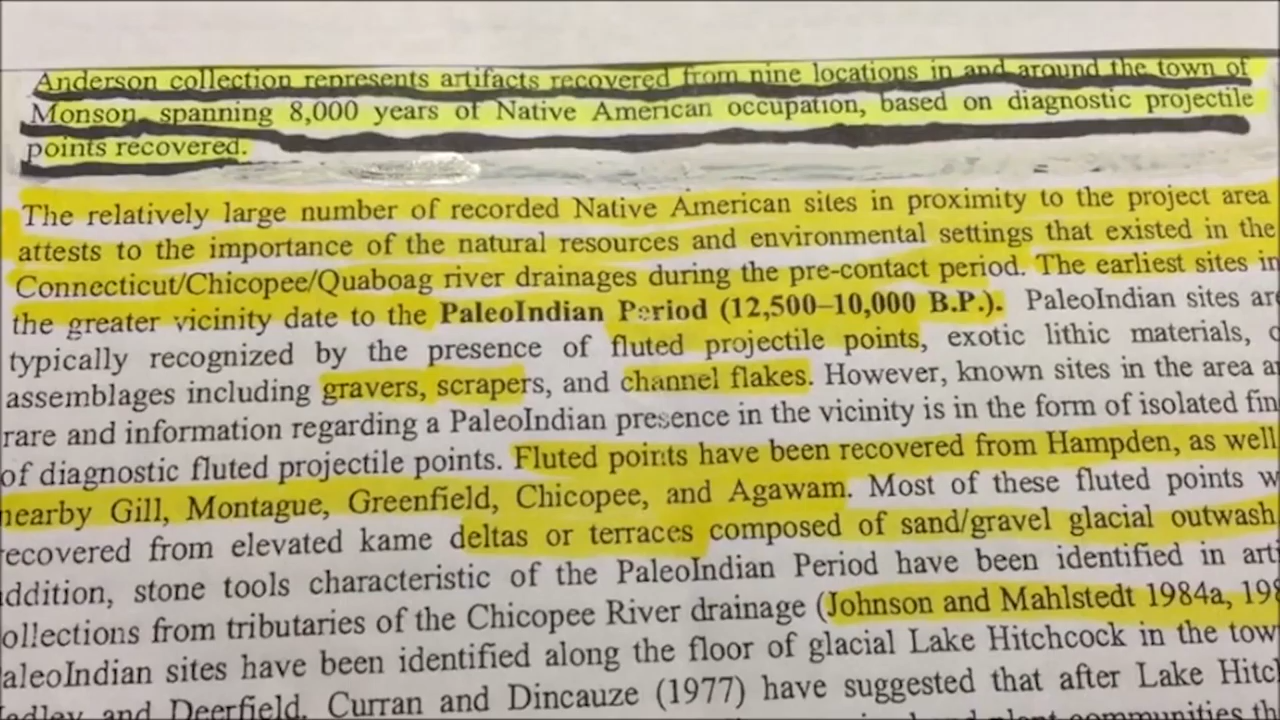 Anderson collection represents artifacts recovered from nine locations in and around the town of
Monson, spanning 8,000 years of Native American occupation, based on diagnostic projectile
points recovered.
The relatively large number of recorded Native American sites in proximity to the project area
attests to the importance of the natural resources and environmental settings that existed in the
Connecticut/Chicopee/Quaboag river drainages during the pre-contact period. The earliest sites in
the greater vicinity date to the PaleoIndian Period (12,500–10,000 B.P.). PaleoIndian sites are
typically recognized by the presence of fluted projectile points, exotic lithic materials,
assemblages including gravers, scrapers, and channel flakes. However, known sites in the area
rare and information regarding a PaleoIndian presence in the vicinity is in the form of isolated
of diagnostic fluted projectile points. Fluted points have been recovered from Hampden, as well
nearby Gill, Montague, Greenfield, Chicopee, and Agawam. Most of these fluted points
recovered from elevated kame deltas or terraces composed of sand/gravel glacial outwash
ddition, stone tools characteristic of the PaleoIndian Period have been identified in
ollections from tributaries of the Chicopee River drainage (Johnson and Mahlstedt 1984a,
aleoIndian sites have been identified along the floor of glacial Lake Hitchcock in the
adley and Deerfield. Curran and Dincauze (1977) have suggested that after Lake
plant communities